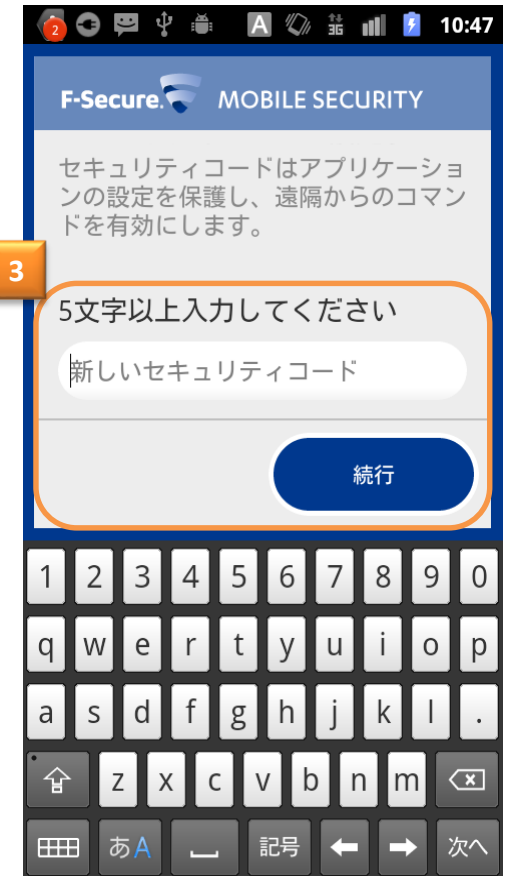 2
A
3G
10:47
F-Secure. MOBILE SECURITY
セキュリティコードはアプリケーショ
ンの設定を保護し、遠隔からのコマン
ドを有効にします。
3
5文字以上入力してください
新しいセキュリティコード
続行
1 2 3 4 5 6 7 8 9 0
q w e r t y u i o p
a s d f g h j k l .
z x c v b n m
あA 記号 次へ